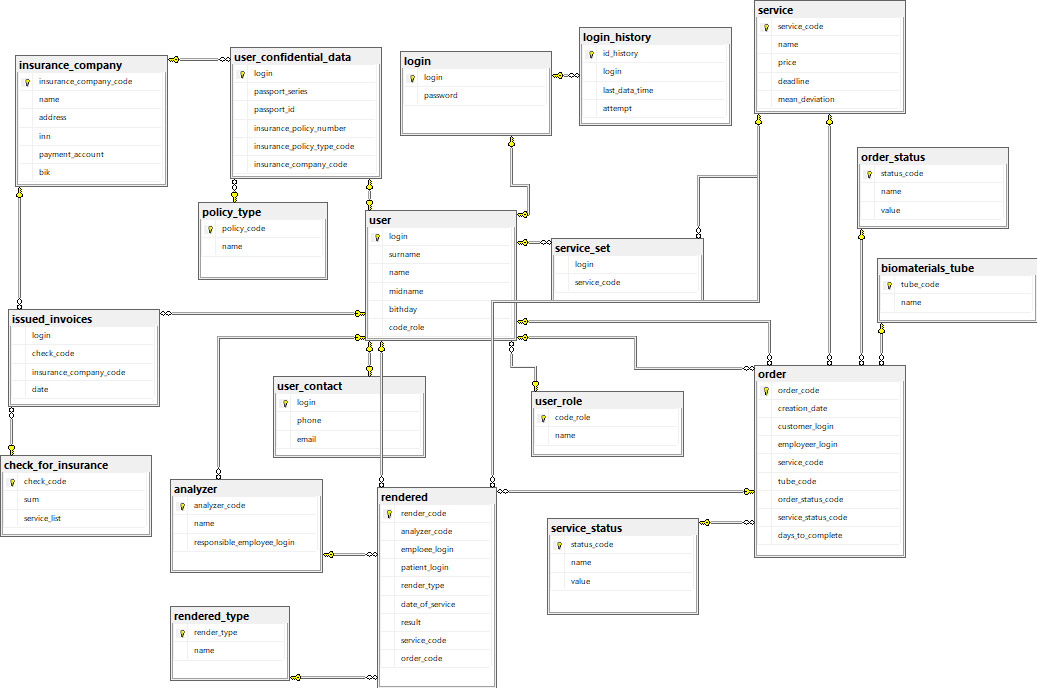 service
service_code
name
price
deadline
mean_deviation
login_history
id_history
login
last_data_time
attempt
user_confidential_data
login
passport_series
passport_id
insurance_policy_number
insurance_policy_type_code
insurance_company_code
login
login
password
insurance_company
insurance_company_code
name
address
inn
payment_account
bik
order_status
status_code
name
value
policy_type
policy_code
name
user
login
surname
name
midname
bithday
code_role
service_set
login
service_code
biomaterials_tube
tube_code
name
issued_invoices
login
check_code
insurance_company_code
date
order
order_code
creation_date
customer_login
employeer_login
service_code
tube_code
order_status_code
service_status_code
days_to_complete
user_contact
login
phone
email
user_role
code_role
name
check_for_insurance
check_code
sum
service_list
analyzer
analyzer_code
name
responsible_employee_login
rendered
render_code
analyzer_code
emploee_login
patient_login
render_type
date_of_service
result
service_code
order_code
service_status
status_code
name
value
rendered_type
render_type
name